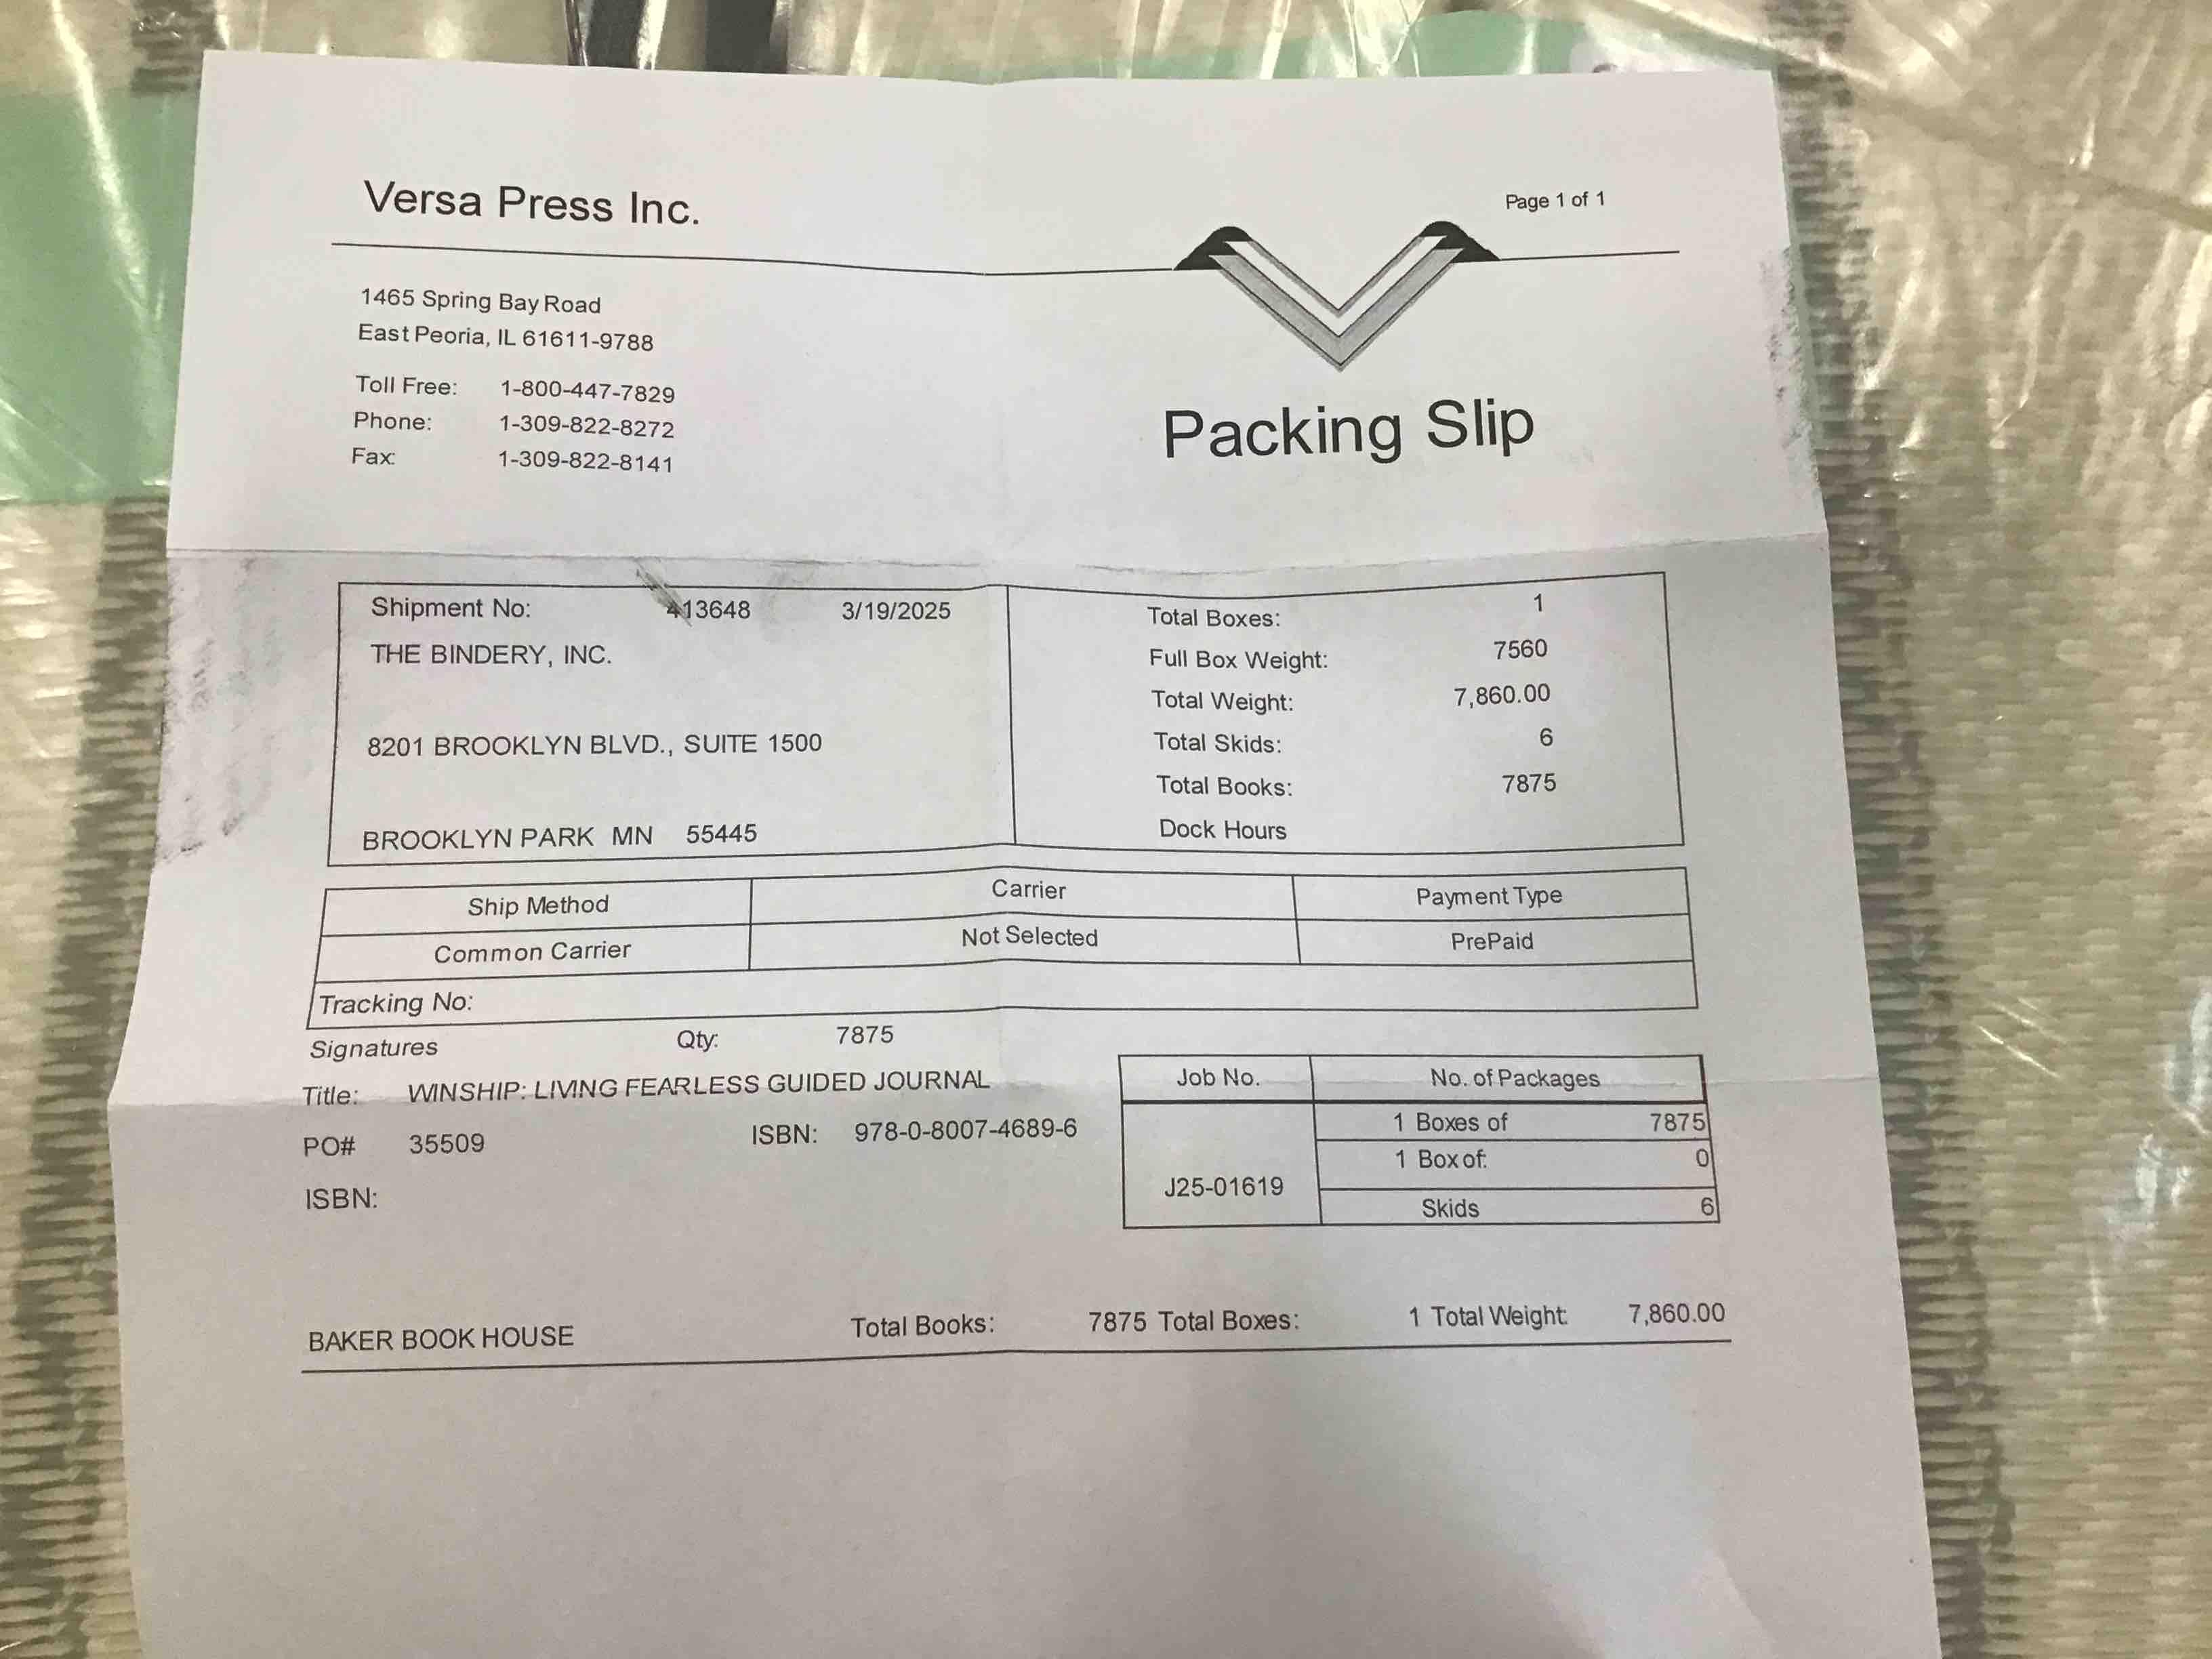 Versa Press Inc.
Page 1 of 1
1465 Spring Bay Road
East Peoria, IL 61611-9788
Toll Free: 1-800-447-7829
Phone: 1-309-822-8272
Fax: 1-309-822-8141
Packing Slip
Shipment No: 413648 3/19/2025
THE BINDERY, INC.
8201 BROOKLYN BLVD., SUITE 1500
BROOKLYN PARK MN 55445
Total Boxes: 1
Full Box Weight: 7560
Total Weight: 7,860.00
Total Skids: 6
Total Books: 7875
Dock Hours
Ship Method Carrier Payment Type
Common Carrier Not Selected PrePaid
Tracking No:
Signatures Qty: 7875
Title: WINSHIP: LIVING FEARLESS GUIDED JOURNAL
PO# 35509 ISBN: 978-0-8007-4689-6
ISBN:
Job No. No. of Packages
J25-01619
1 Boxes of 7875
1 Box of: 0
Skids 6
BAKER BOOK HOUSE Total Books: 7875 Total Boxes: 1 Total Weight: 7,860.00